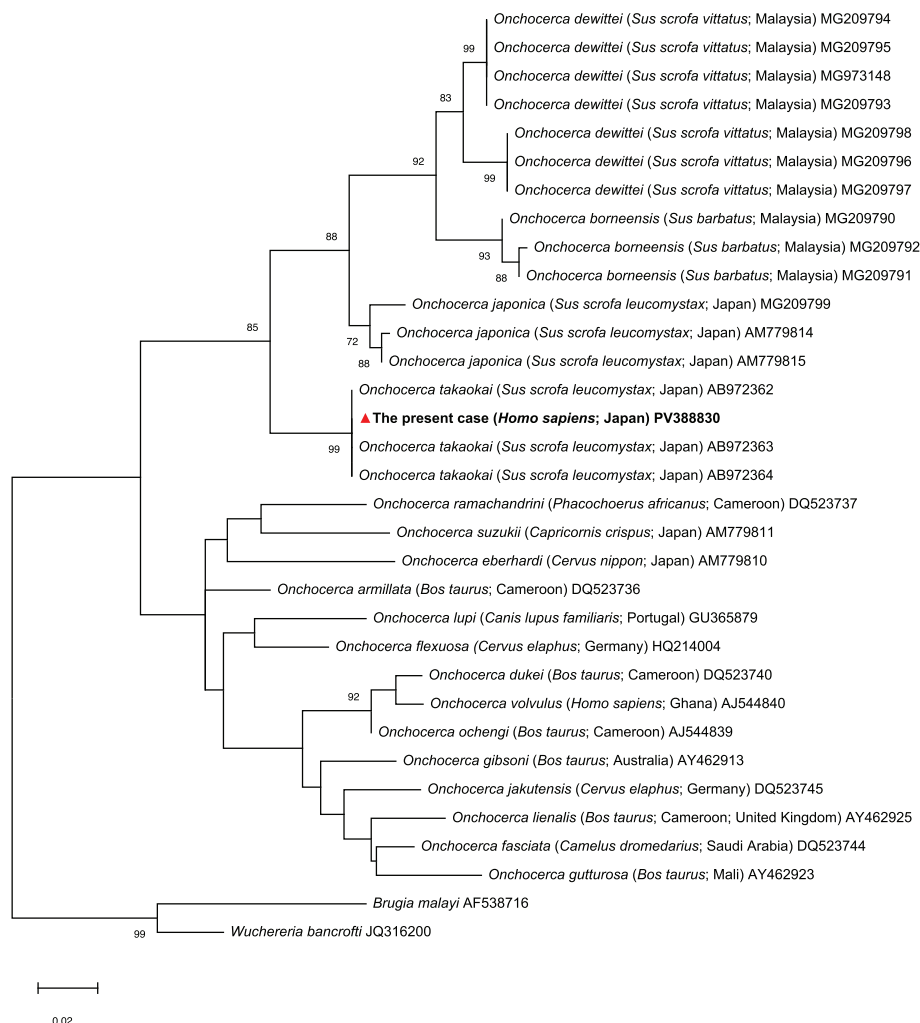 Onchocerca dewittei (Sus scrofa vittatus; Malaysia) MG209794
99
Onchocerca dewittei (Sus scrofa vittatus; Malaysia) MG209795
Onchocerca dewittei (Sus scrofa vittatus; Malaysia) MG973148
83
Onchocerca dewittei (Sus scrofa vittatus; Malaysia) MG209793
Onchocerca dewittei (Sus scrofa vittatus; Malaysia) MG209798
92
Onchocerca dewittei (Sus scrofa vittatus; Malaysia) MG209796
99
Onchocerca dewittei (Sus scrofa vittatus; Malaysia) MG209797
Onchocerca borneensis (Sus barbatus; Malaysia) MG209790
88
Onchocerca borneensis (Sus barbatus; Malaysia) MG209792
93
Onchocerca borneensis (Sus barbatus; Malaysia) MG209791
88
Onchocerca japonica (Sus scrofa leucomystax; Japan) MG209799
85
Onchocerca japonica (Sus scrofa leucomystax; Japan) AM779814
72
Onchocerca japonica (Sus scrofa leucomystax; Japan) AM779815
88
Onchocerca takaokai (Sus scrofa leucomystax; Japan) AB972362
The present case (Homo sapiens; Japan) PV388830
Onchocerca takaokai (Sus scrofa leucomystax; Japan) AB972363
99
Onchocerca takaokai (Sus scrofa leucomystax; Japan) AB972364
Onchocerca ramachandrini (Phacochoerus africanus; Cameroon) DQ523737
Onchocerca suzukii (Capricornis crispus; Japan) AM779811
Onchocerca eberhardi (Cervus nippon; Japan) AM779810
Onchocerca armillata (Bos taurus; Cameroon) DQ523736
Onchocerca lupi (Canis lupus familiaris; Portugal) GU365879
Onchocerca flexuosa (Cervus elaphus; Germany) HQ214004
Onchocerca dukei (Bos taurus; Cameroon) DQ523740
92
Onchocerca volvulus (Homo sapiens; Ghana) AJ544840
Onchocerca ochengi (Bos taurus; Cameroon) AJ544839
Onchocerca gibsoni (Bos taurus; Australia) AY462913
Onchocerca jakutensis (Cervus elaphus; Germany) DQ523745
Onchocerca lienalis (Bos taurus; Cameroon; United Kingdom) AY462925
Onchocerca fasciata (Camelus dromedarius; Saudi Arabia) DQ523744
Onchocerca gutturosa (Bos taurus; Mali) AY462923
Brugia malayi AF538716
Wuchereria bancrofti JQ316200
99
0.02